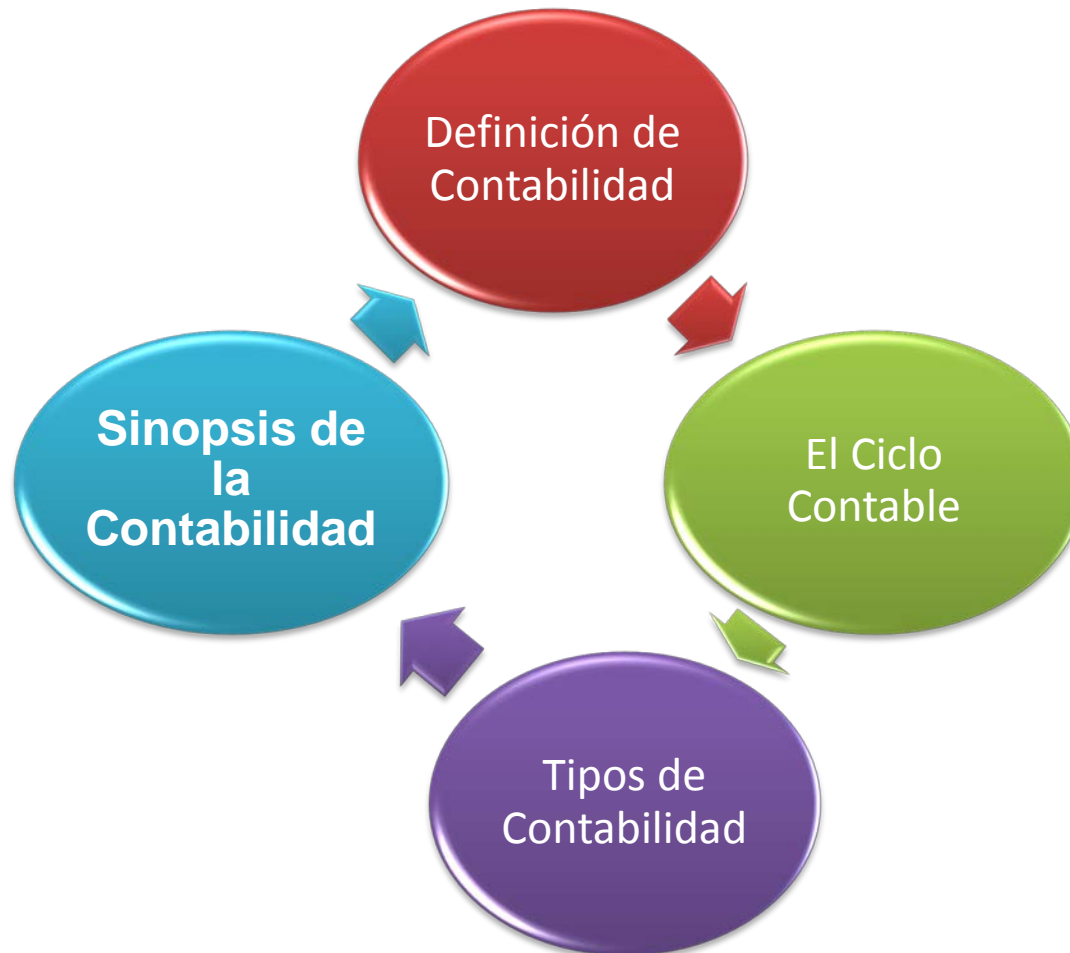 Definición de
Contabilidad
El Ciclo
Contable
Tipos de
Contabilidad
Sinopsis de
la
Contabilidad